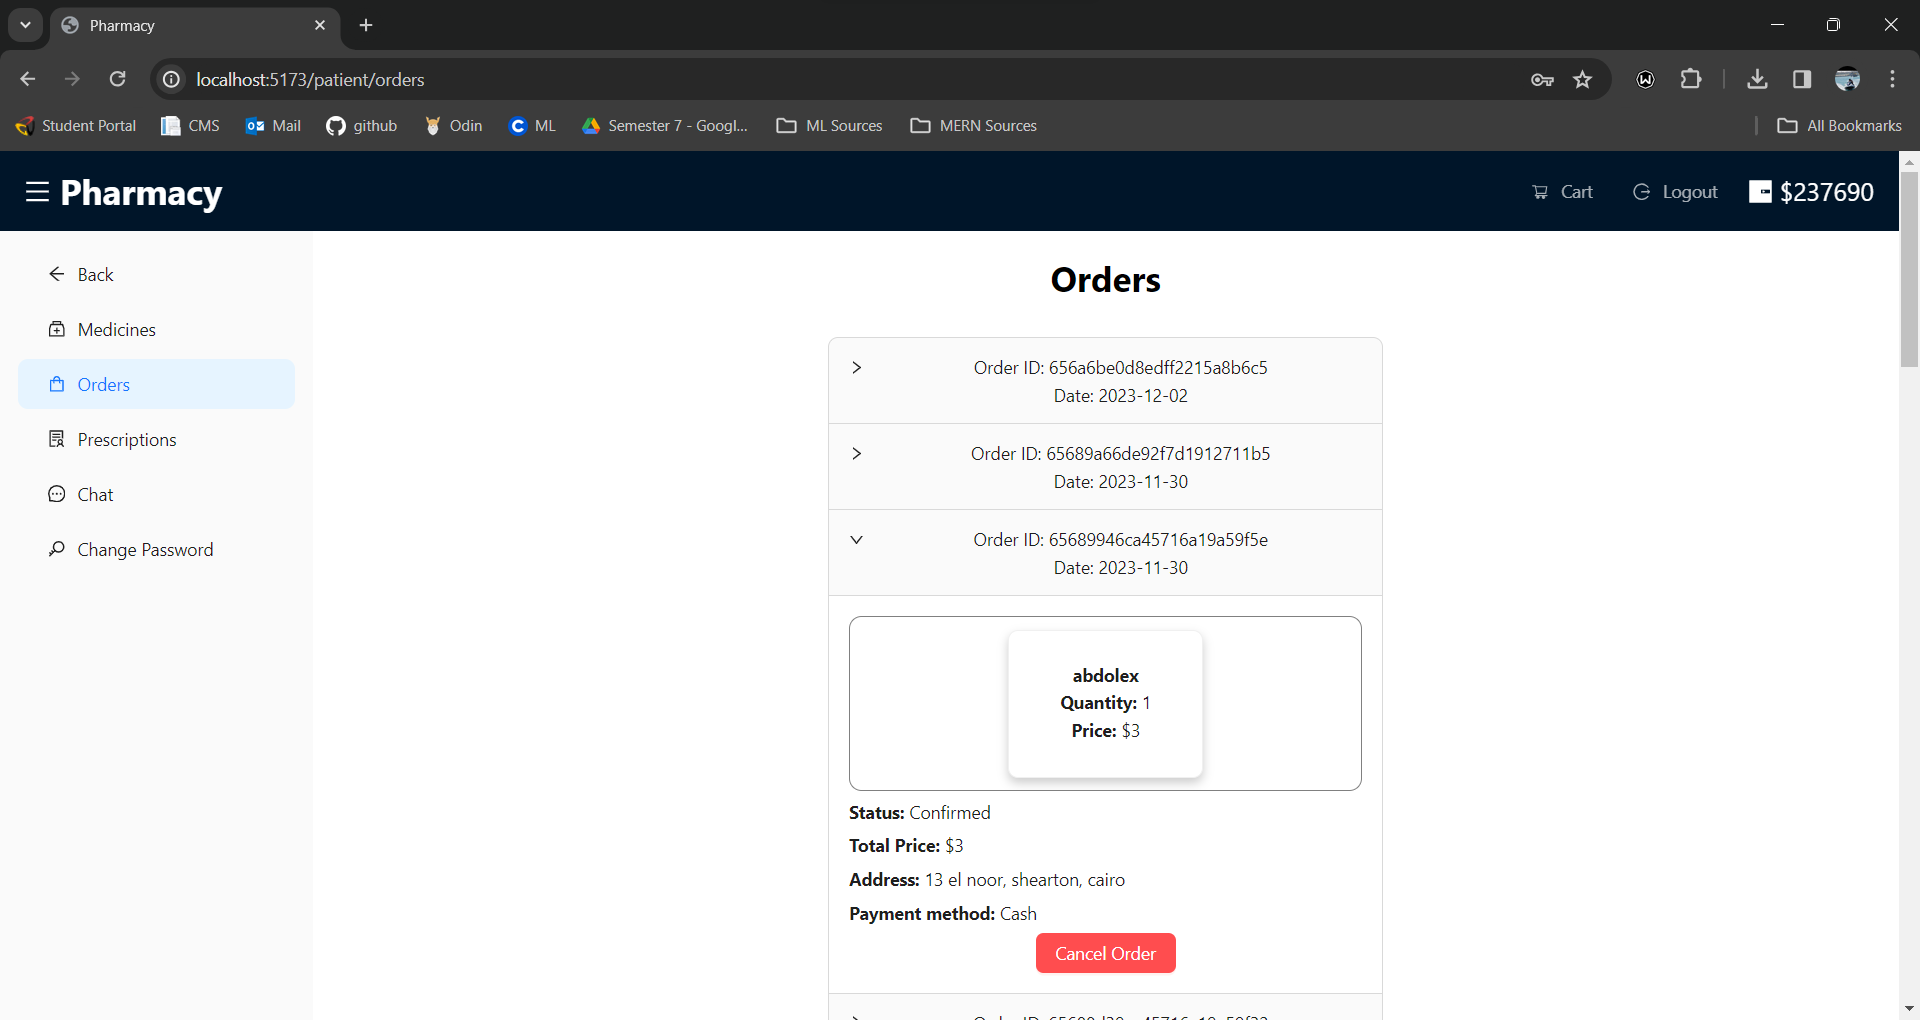 Pharmacy
localhost:5173/patient/orders
Student Portal CMS Mail github Odin ML Semester 7 - Googl... ML Sources MERN Sources All Bookmarks
Pharmacy Cart Logout $237690
Back
Medicines
Orders
Prescriptions
Chat
Change Password
Orders
Order ID: 656a6be0d8edff2215a8b6c5
Date: 2023-12-02
Order ID: 65689a66de92f7d1912711b5
Date: 2023-11-30
Order ID: 65689946ca45716a19a59f5e
Date: 2023-11-30
abdolex
Quantity: 1
Price: $3
Status: Confirmed
Total Price: $3
Address: 13 el noor, shearton, cairo
Payment method: Cash
Cancel Order
Order ID: